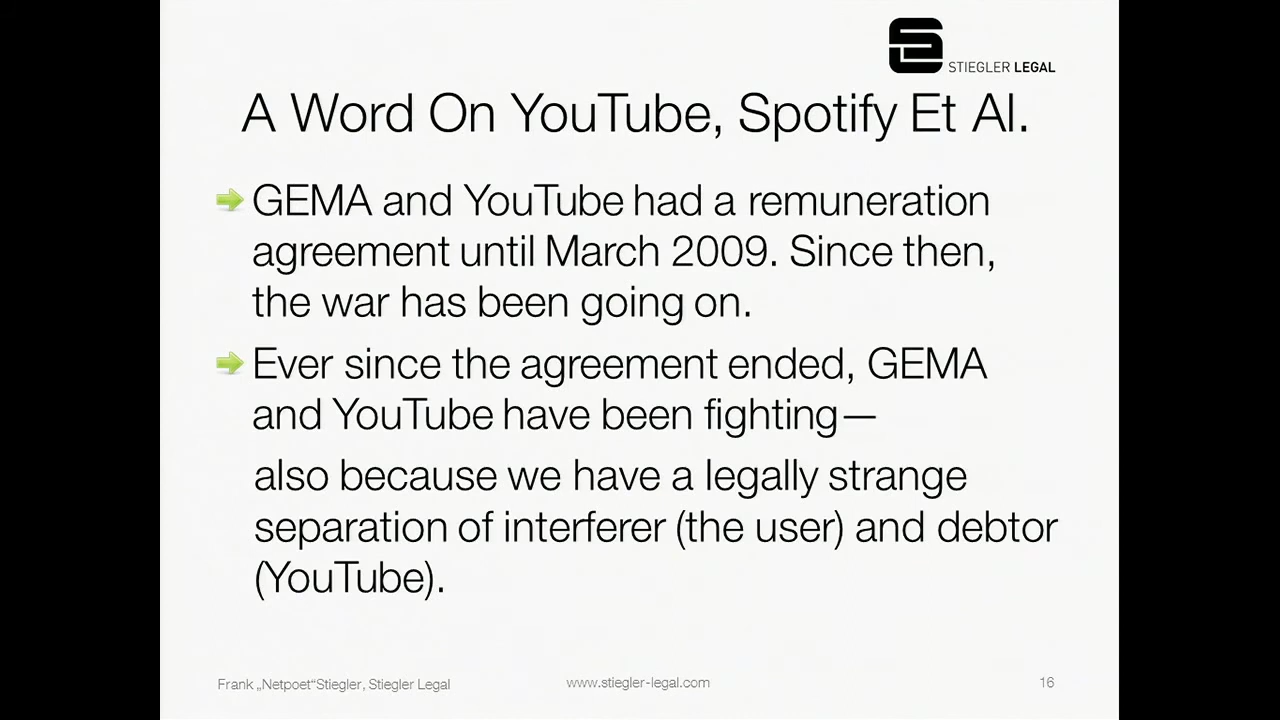 STIEGLER LEGAL
A Word On YouTube, Spotify Et Al.
GEMA and YouTube had a remuneration
agreement until March 2009. Since then,
the war has been going on.
Ever since the agreement ended, GEMA
and YouTube have been fighting—
also because we have a legally strange
separation of interferer (the user) and debtor
(YouTube).
Frank „Netpoet“Stiegler, Stiegler Legal
www.stiegler-legal.com
16